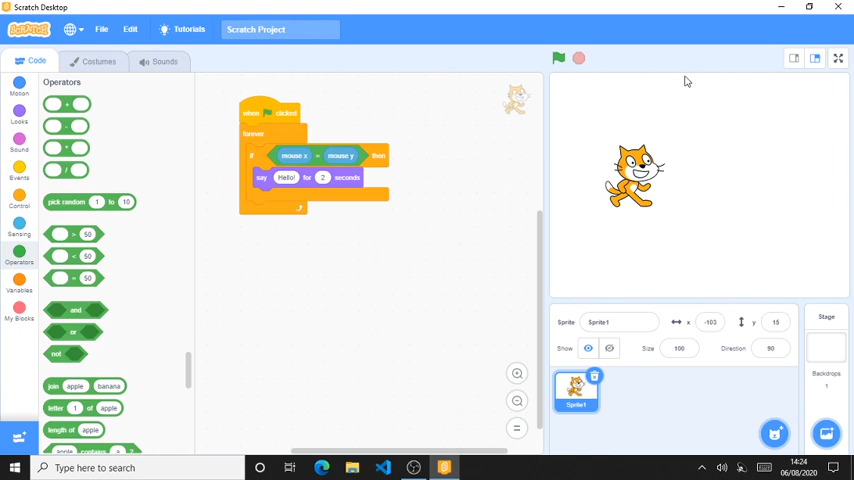 Scratch Desktop
SCRATCH File Edit Tutorials Scratch Project
Code Costumes Sounds
Motion
Looks
Sound
Events
Control
Sensing
Operators
Variables
My Blocks
Operators
+
-
*
/
pick random 1 to 10
> 50
< 50
= 50
and
or
not
join apple banana
letter 1 of apple
length of apple
apple contains a ?
when clicked
forever
if mouse x = mouse y then
say Hello! for 2 seconds
Sprite Sprite1 x -103 y 15
Show Size 100 Direction 90
Sprite1
Stage
Backdrops
1
Type here to search
14:24
06/08/2020